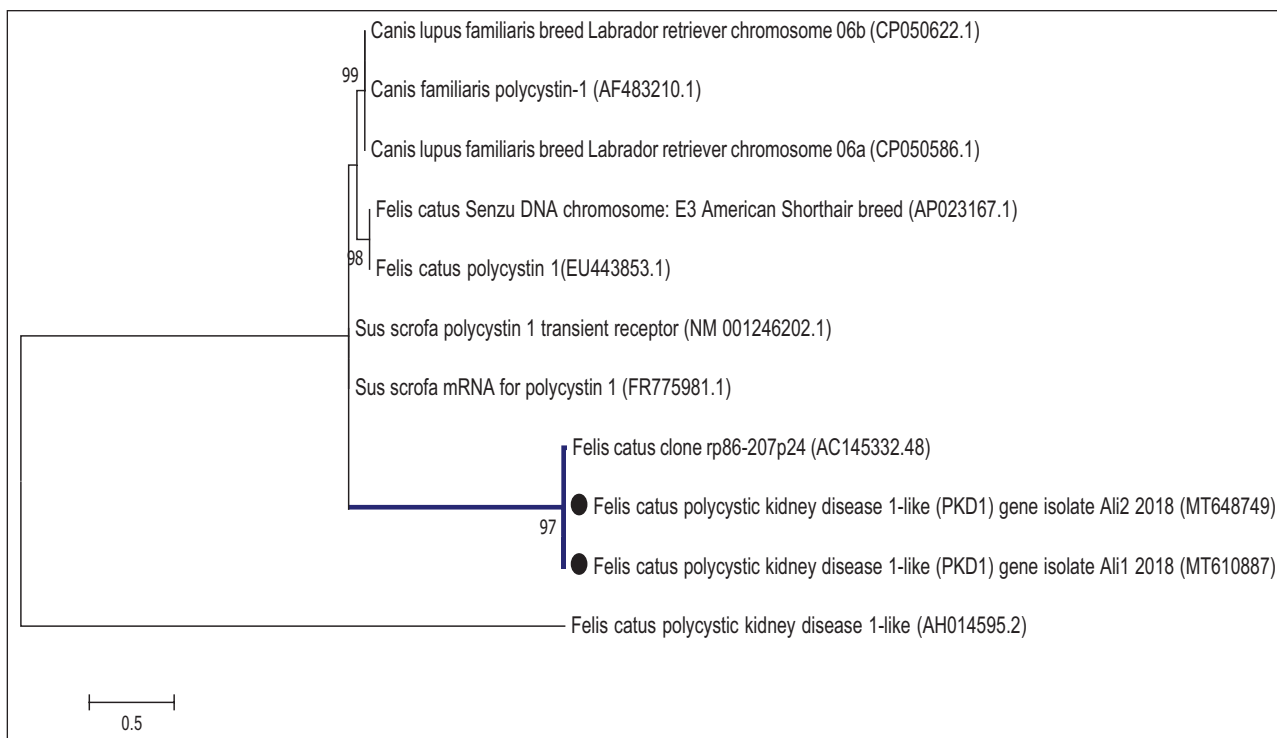 Canis lupus familiaris breed Labrador retriever chromosome 06b (CP050622.1)
99
Canis familiaris polycystin-1 (AF483210.1)
Canis lupus familiaris breed Labrador retriever chromosome 06a (CP050586.1)
Felis catus Senzu DNA chromosome: E3 American Shorthair breed (AP023167.1)
98
Felis catus polycystin 1(EU443853.1)
Sus scrofa polycystin 1 transient receptor (NM 001246202.1)
Sus scrofa mRNA for polycystin 1 (FR775981.1)
Felis catus clone rp86-207p24 (AC145332.48)
Felis catus polycystic kidney disease 1-like (PKD1) gene isolate Ali2 2018 (MT648749)
97
Felis catus polycystic kidney disease 1-like (PKD1) gene isolate Ali1 2018 (MT610887)
Felis catus polycystic kidney disease 1-like (AH014595.2)
0.5